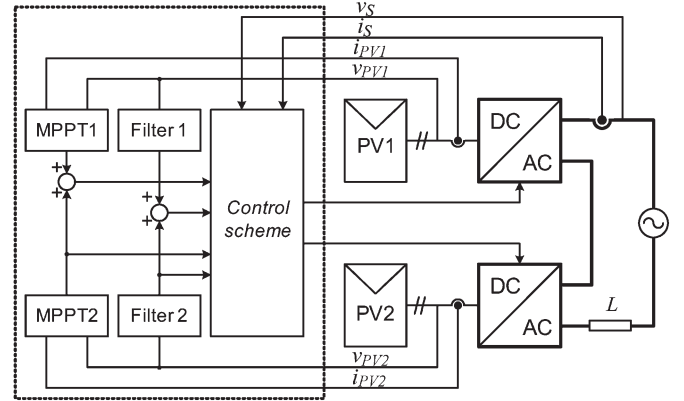 vS
iS
iPV1
vPV1
MPPT1
Filter 1
PV1
DC
AC
+
+
+
+
Control
scheme
MPPT2
Filter 2
PV2
DC
AC
L
vPV2
iPV2